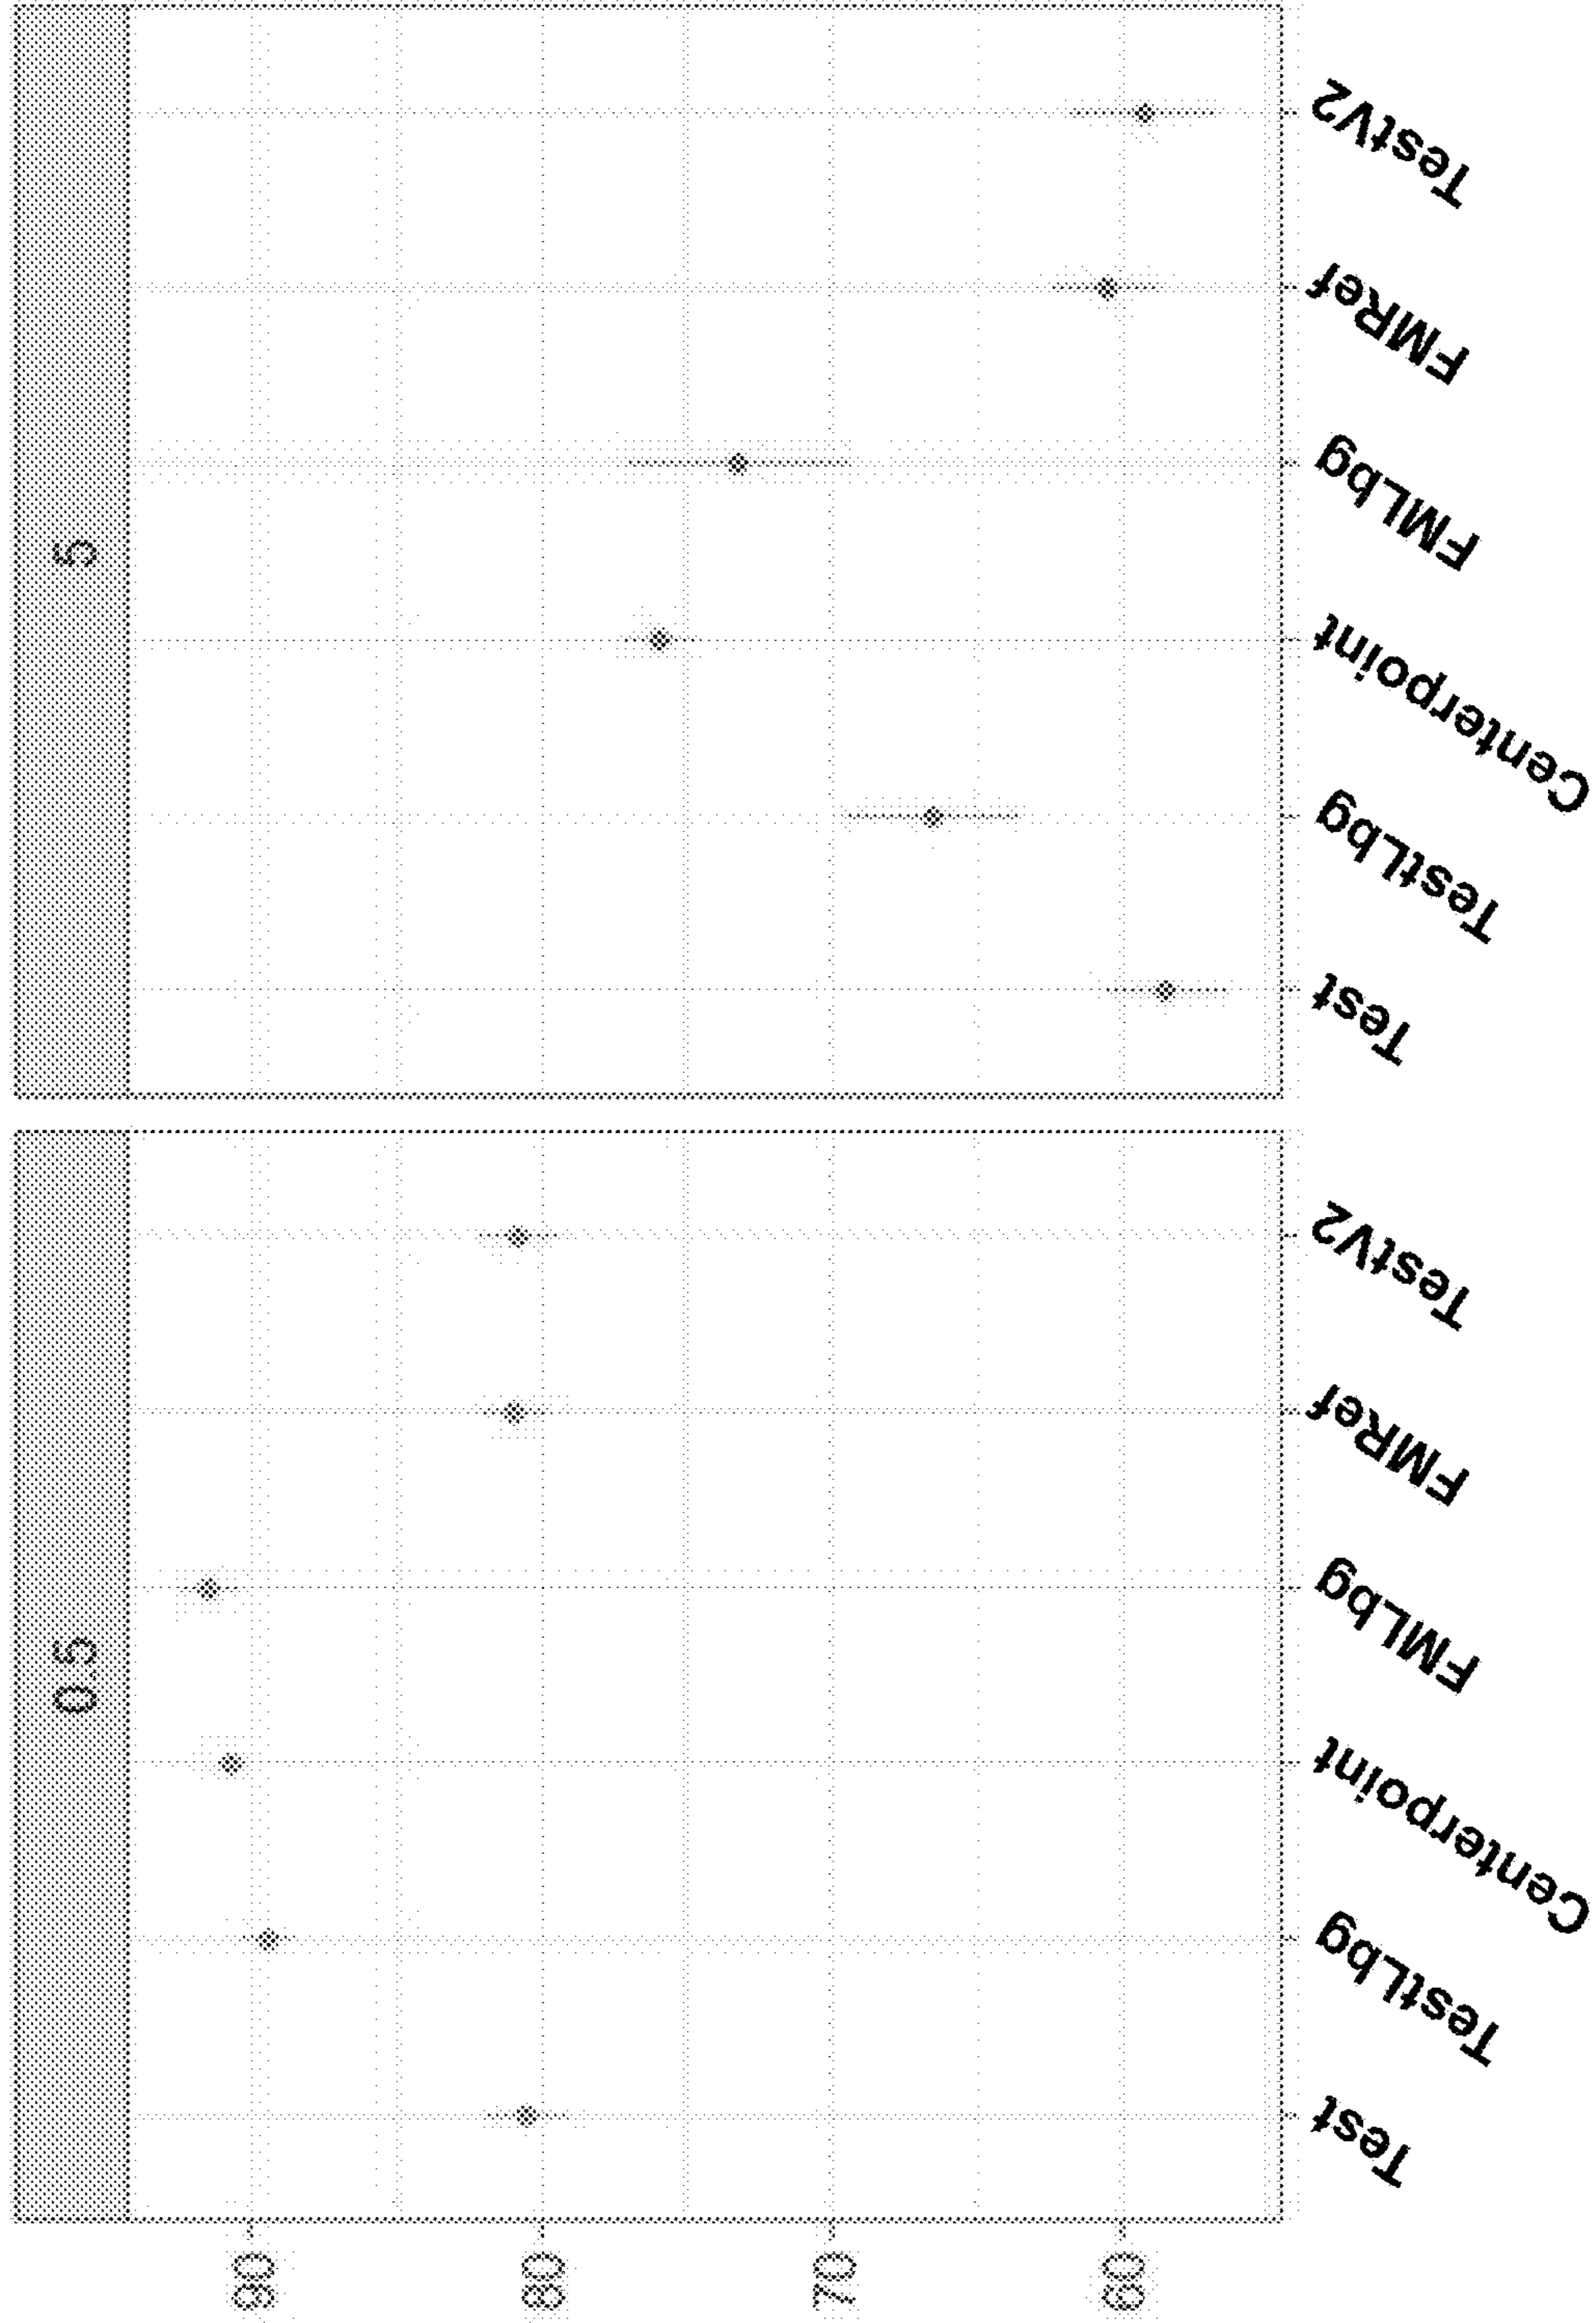 0.5
5
90
80
70
60
Test
TestLbg
Centerpoint
FMLbg
FMRef
TestV2
Test
TestLbg
Centerpoint
FMLbg
FMRef
TestV2